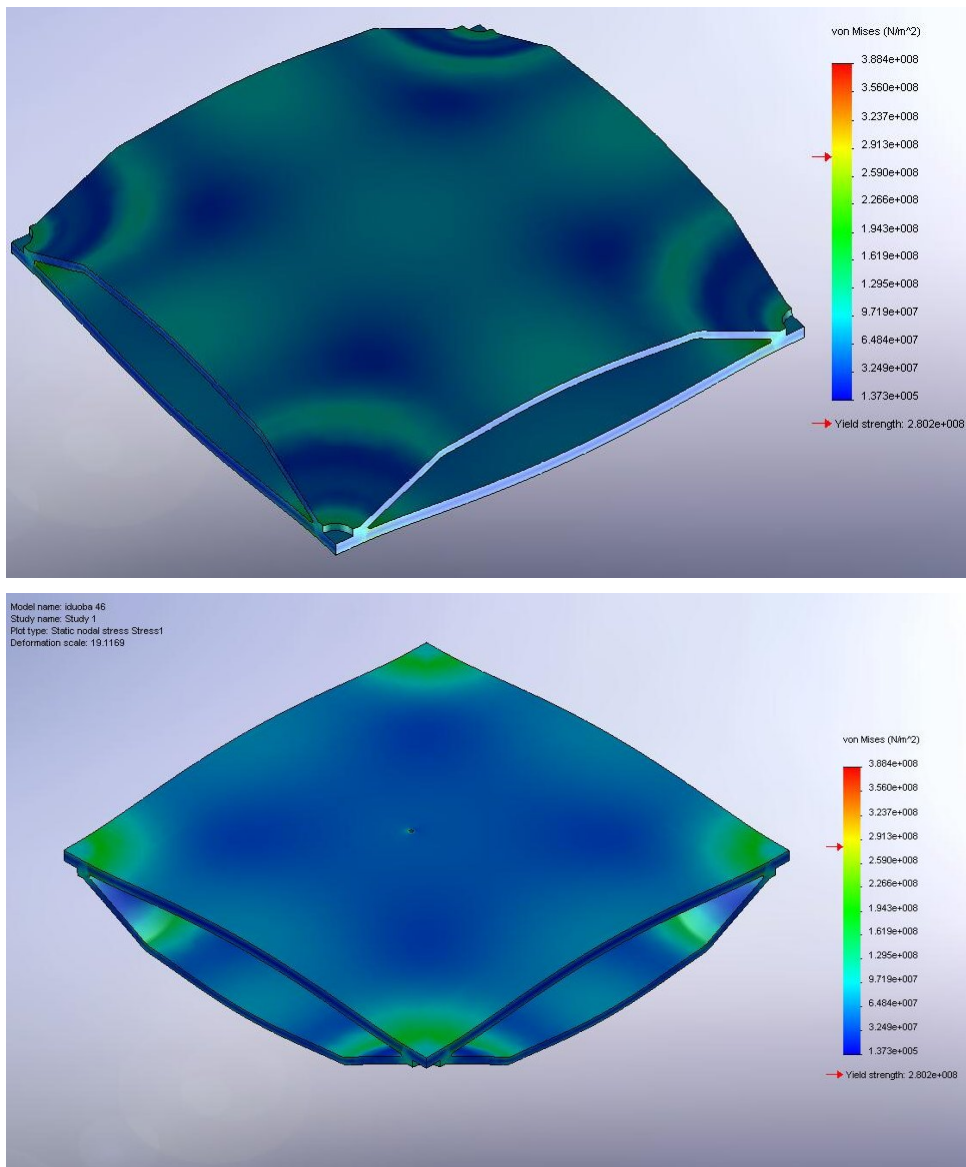 von Mises (N/m^2)
3.884e+008
3.560e+008
3.237e+008
2.913e+008
2.590e+008
2.266e+008
1.943e+008
1.619e+008
1.295e+008
9.719e+007
6.484e+007
3.249e+007
1.373e+005
Yield strength: 2.802e+008
Model name: iduoba 46
Study name: Study 1
Plot type: Static nodal stress Stress1
Deformation scale: 19.1169
von Mises (N/m^2)
3.884e+008
3.560e+008
3.237e+008
2.913e+008
2.590e+008
2.266e+008
1.943e+008
1.619e+008
1.295e+008
9.719e+007
6.484e+007
3.249e+007
1.373e+005
Yield strength: 2.802e+008